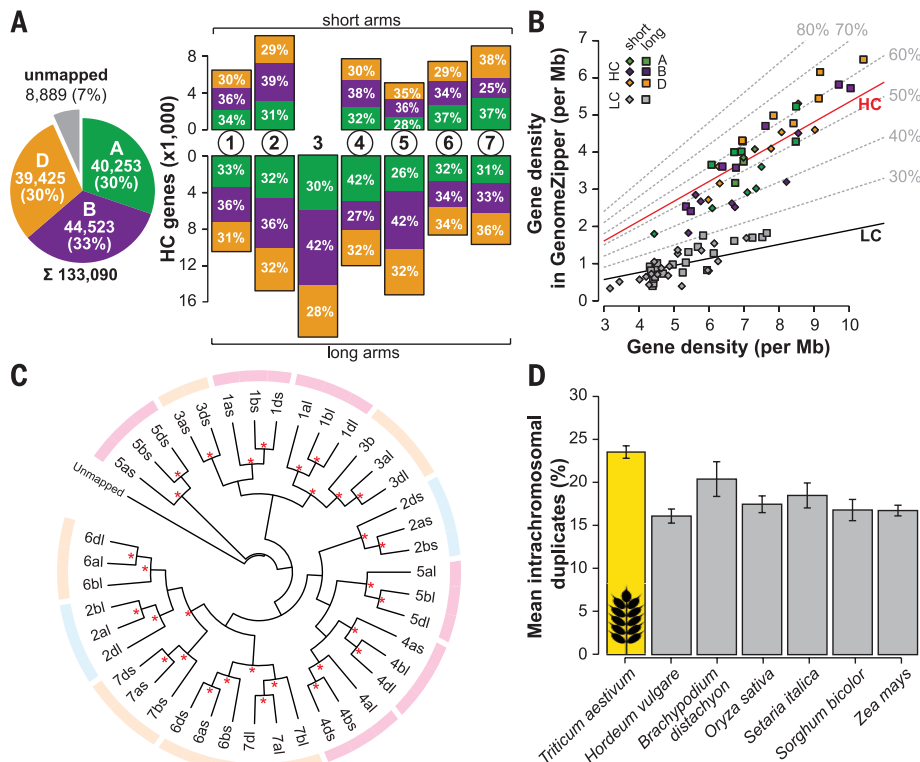 A
short arms
unmapped
8,889 (7%)
A
40,253
(30%)
D
39,425
(30%)
B
44,523
(33%)
Σ 133,090
HC genes (x1,000)
8
4
0
0
4
8
12
16
30%
36%
34%
29%
39%
31%
30%
38%
32%
35%
36%
28%
29%
34%
37%
38%
25%
37%
1 2 3 4 5 6 7
33%
36%
31%
32%
36%
32%
30%
42%
28%
42%
27%
32%
26%
42%
32%
32%
34%
34%
31%
33%
36%
long arms
B
Gene density
in GenomeZipper (per Mb)
7
6
5
4
3
2
1
0
short
long
HC
LC
A
B
D
80% 70%
60%
50%
40%
30%
HC
LC
3 4 5 6 7 8 9 10
Gene density (per Mb)
C
Unmapped
5as
5bs
5ds
3as
3ds
1as
1bs
1ds
1al
1bl
1dl
3b
3al
3dl
2ds
2as
2bs
5al
5bl
5dl
4as
4bl
4dl
4al
4bs
4ds
7bl
7al
7dl
6bs
6as
6ds
7bs
7as
7ds
2dl
2al
2bl
6bl
6al
6dl
D
Mean intrachromosomal
duplicates (%)
30
25
20
15
10
5
0
Triticum aestivum
Hordeum vulgare
Brachypodium
distachyon
Oryza sativa
Setaria italica
Sorghum bicolor
Zea mays